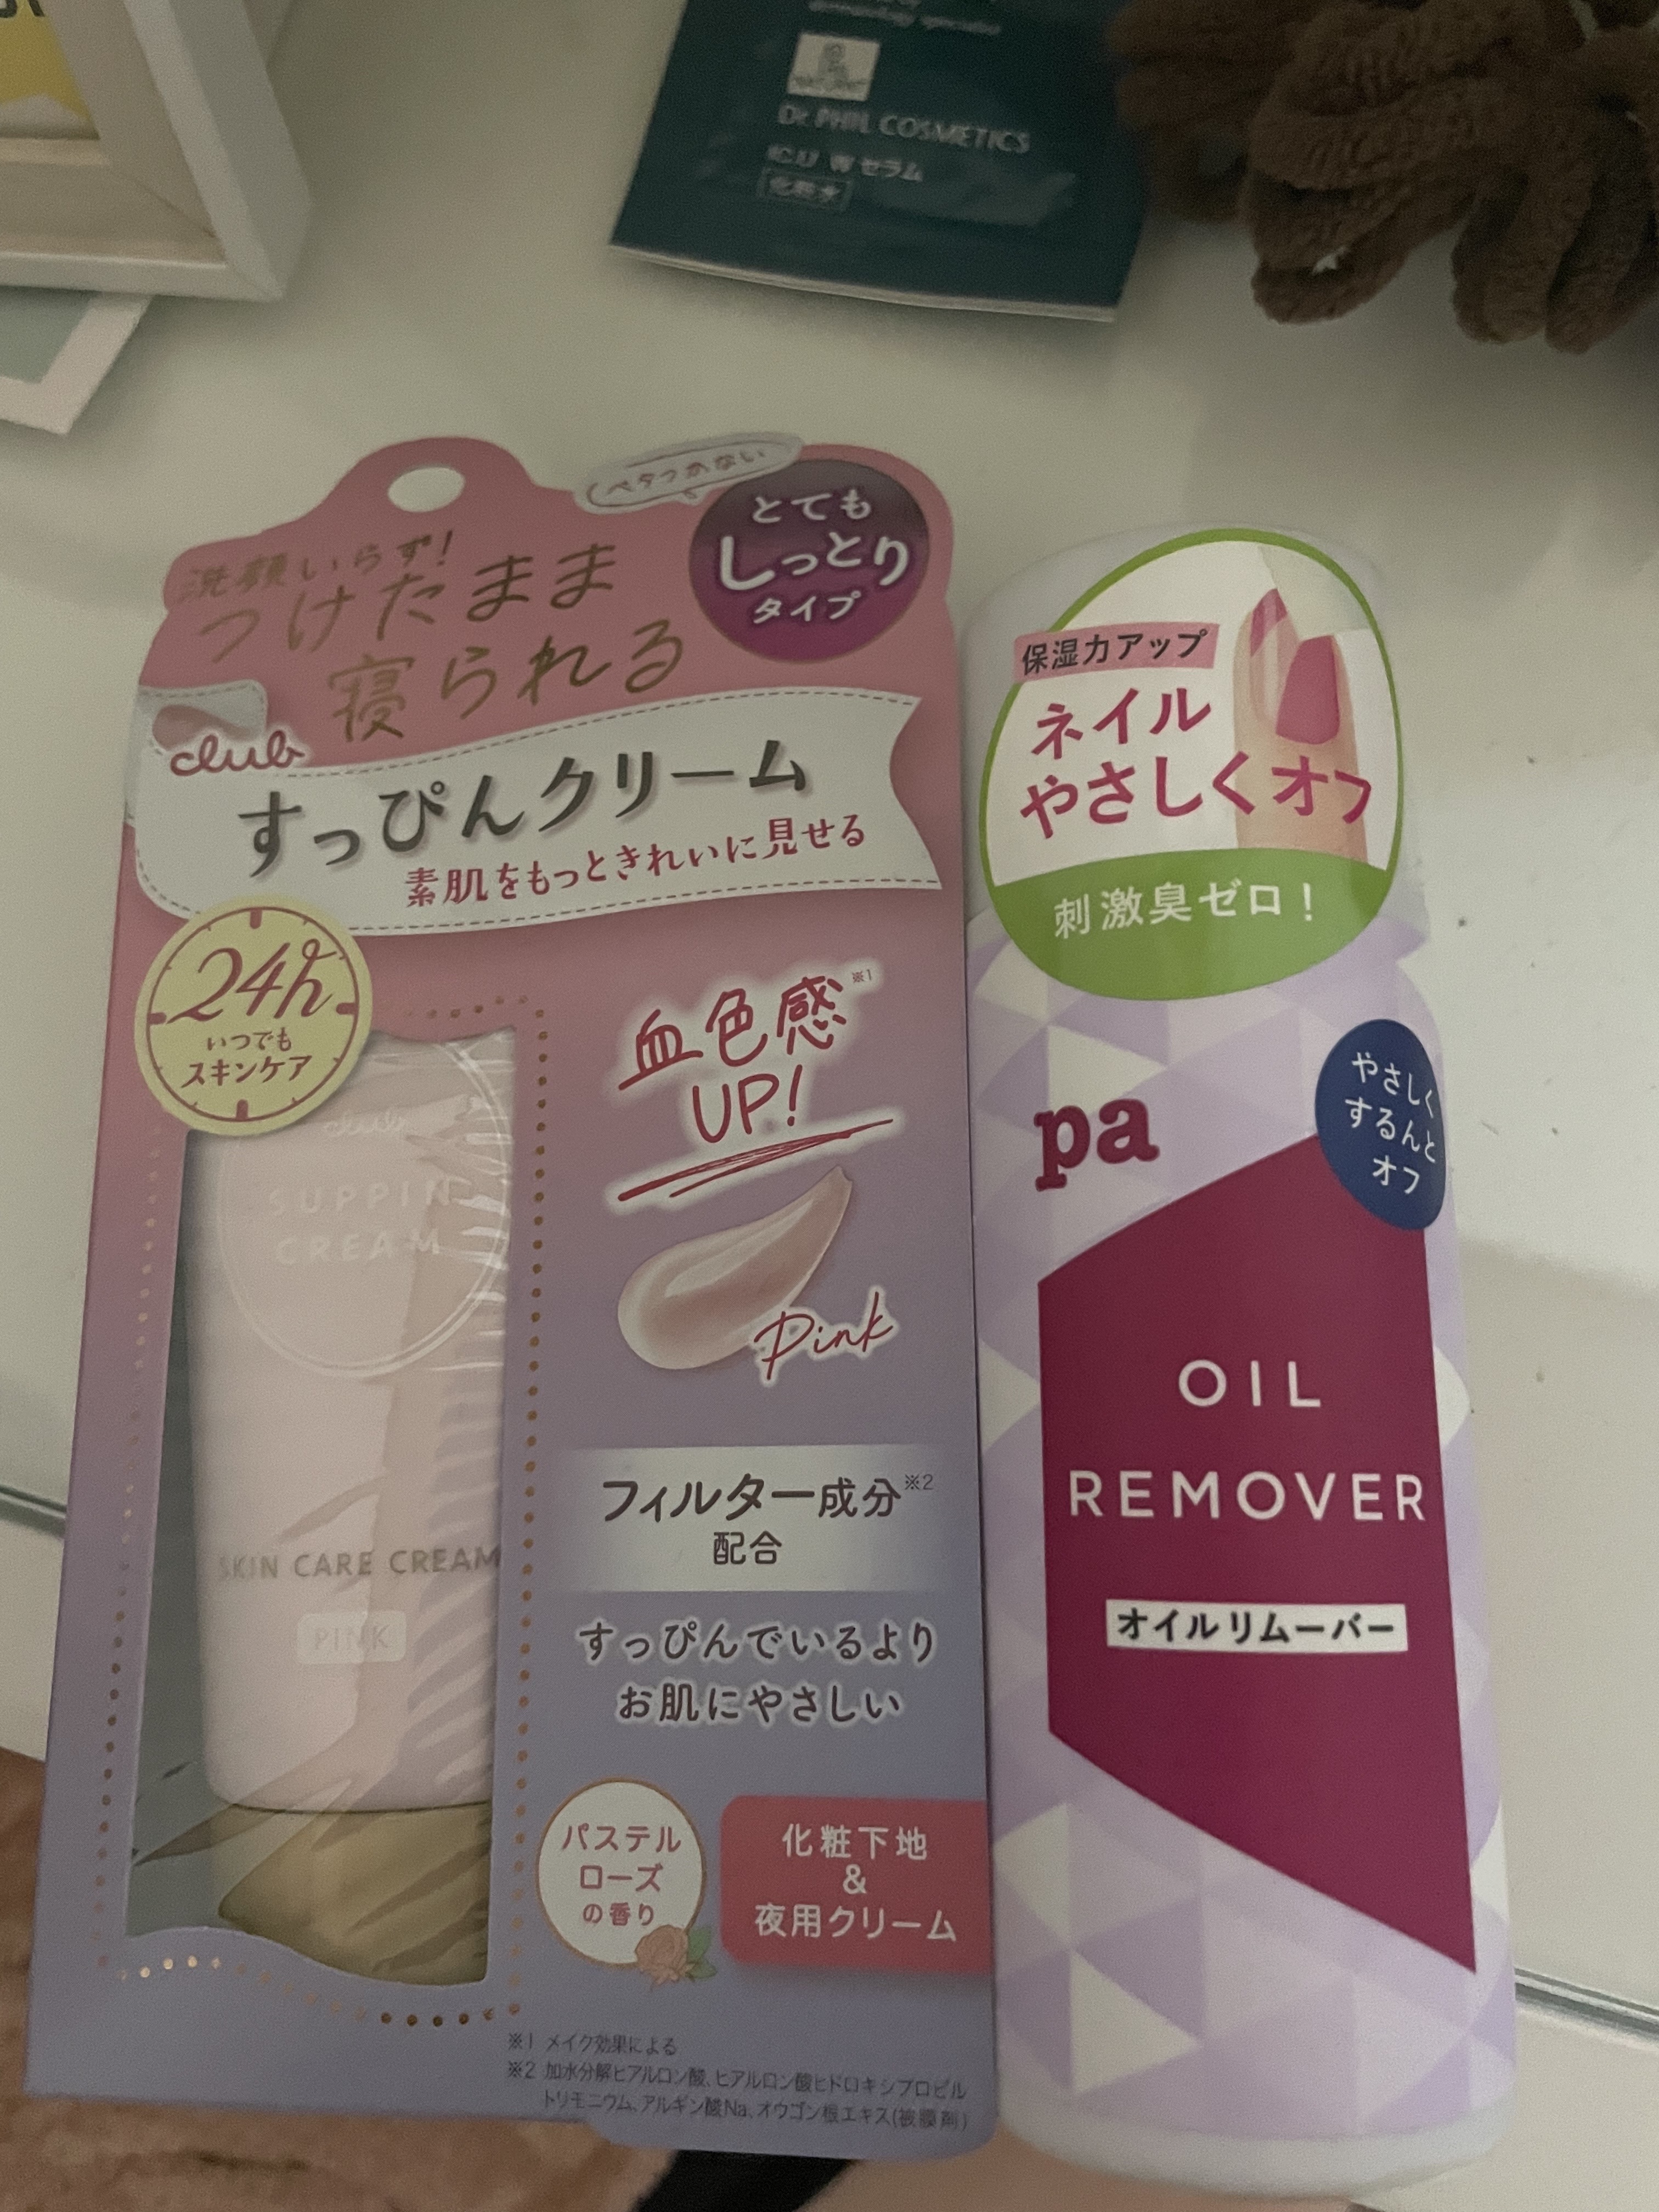 Dr. PHIL COSMETICS
化粧水
ベタつかない
とても
しっとり
タイプ
洗顔いらず!
つけたまま
寝られる
club
すっぴんクリーム
素肌をもっときれいに見せる
24h
いつでも
スキンケア
血色感※1
UP!
Pink
club
SUPPIN
CREAM
SKIN CARE CREAM
PINK
フィルター成分※2
配合
すっぴんでいるより
お肌にやさしい
パステル
ローズ
の香り
化粧下地
&
夜用クリーム
※1 メイク効果による
※2 加水分解ヒアルロン酸、ヒアルロン酸ヒドロキシプロピル
トリモニウム、アルギン酸Na、オウゴン根エキス(被膜剤)
保湿力アップ
ネイル
やさしくオフ
刺激臭ゼロ!
pa
やさしく
するんと
オフ
OIL
REMOVER
オイルリムーバー